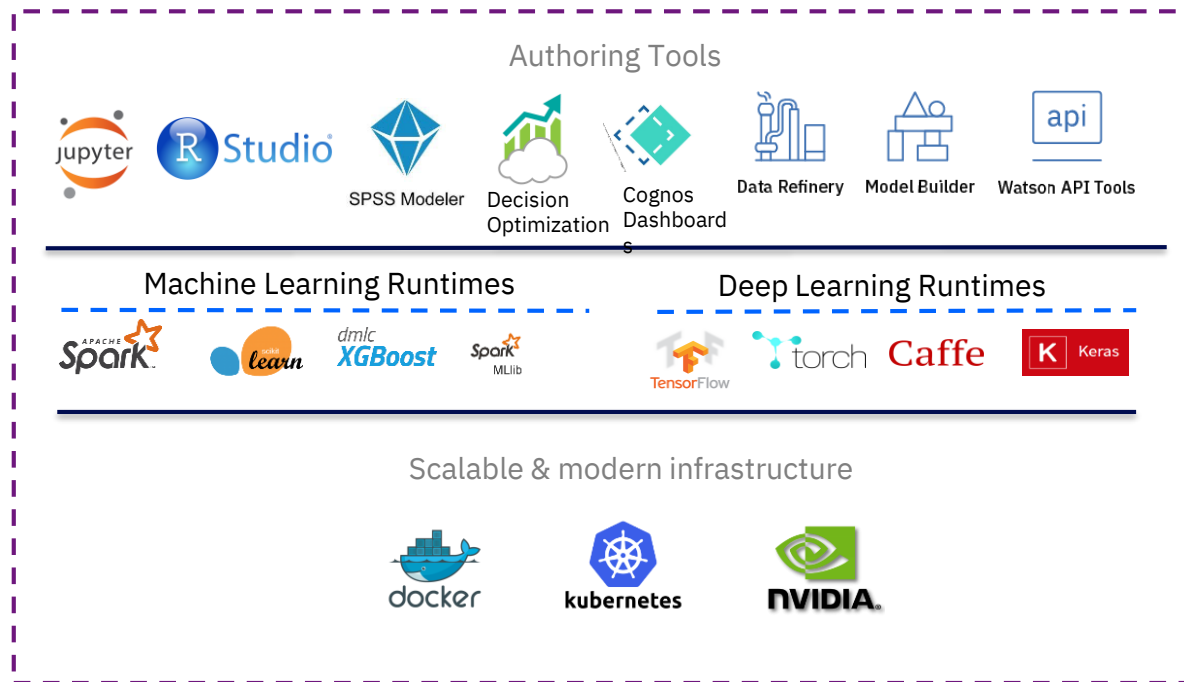 Authoring Tools
jupyter
R Studio
SPSS Modeler
Decision
Optimization
Cognos
Dashboard
s
Data Refinery
Model Builder
api
Watson API Tools
Machine Learning Runtimes
Deep Learning Runtimes
APACHE
Spark
scikit
learn
dmlc
XGBoost
Spark
MLlib
TensorFlow
torch
Caffe
K Keras
Scalable & modern infrastructure
docker
kubernetes
NVIDIA.